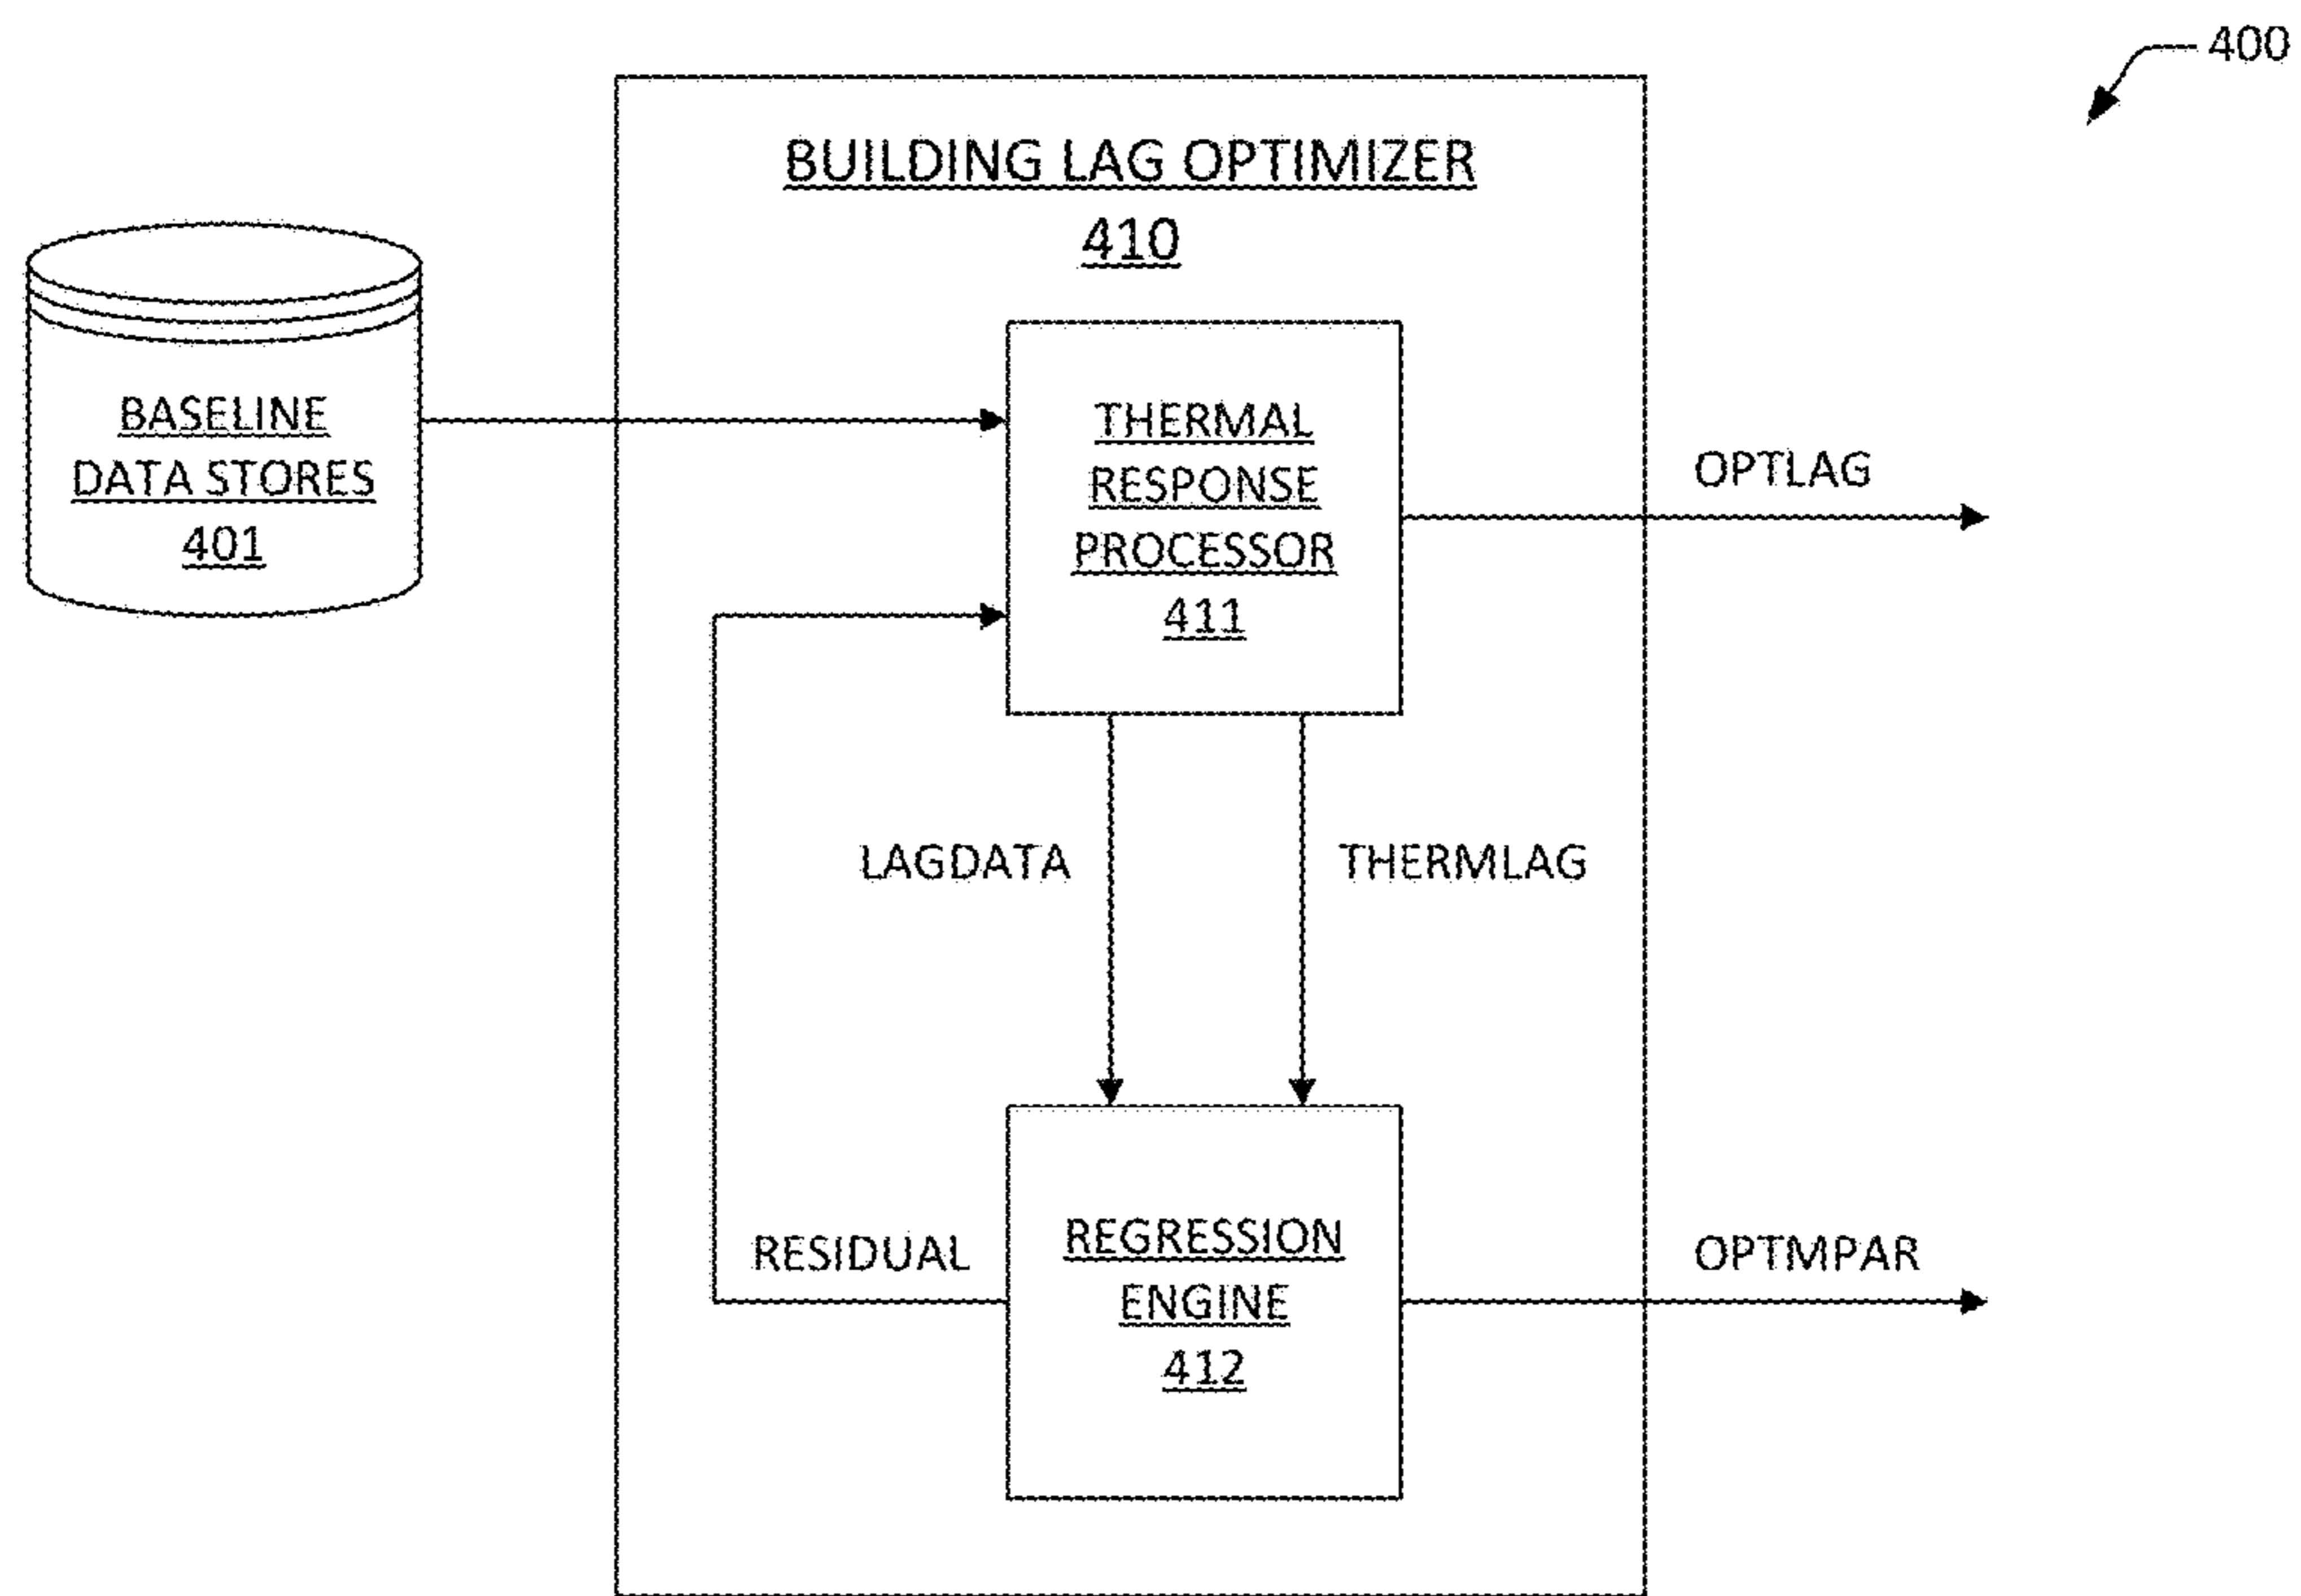 400
BUILDING LAG OPTIMIZER
410
BASELINE
DATA STORES
401
THERMAL
RESPONSE
PROCESSOR
411
OPTLAG
LAGDATA
THERMLAG
RESIDUAL
REGRESSION
ENGINE
412
OPTMPAR